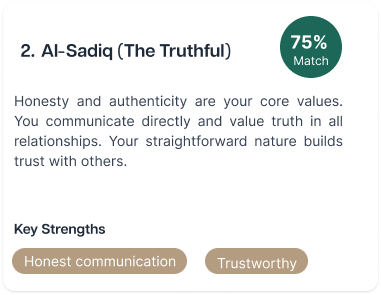 2. Al-Sadiq (The Truthful)
75%
Match
Honesty and authenticity are your core values.
You communicate directly and value truth in all
relationships. Your straightforward nature builds
trust with others.
Key Strengths
Honest communication
Trustworthy